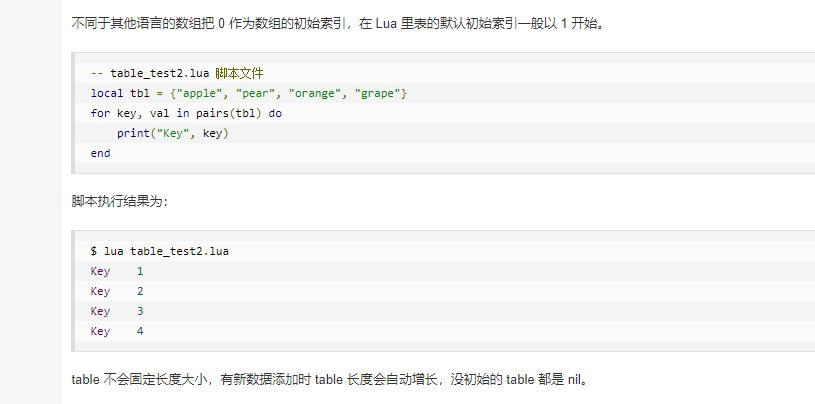 不同于其他语言的数组把 0 作为数组的初始索引，在 Lua 里表的默认初始索引一般以 1 开始。
-- table_test2.lua 脚本文件
local tbl = {"apple", "pear", "orange", "grape"}
for key, val in pairs(tbl) do
    print("Key", key)
end
脚本执行结果为：
$ lua table_test2.lua
Key    1
Key    2
Key    3
Key    4
table 不会固定长度大小，有新数据添加时 table 长度会自动增长，没初始的 table 都是 nil。